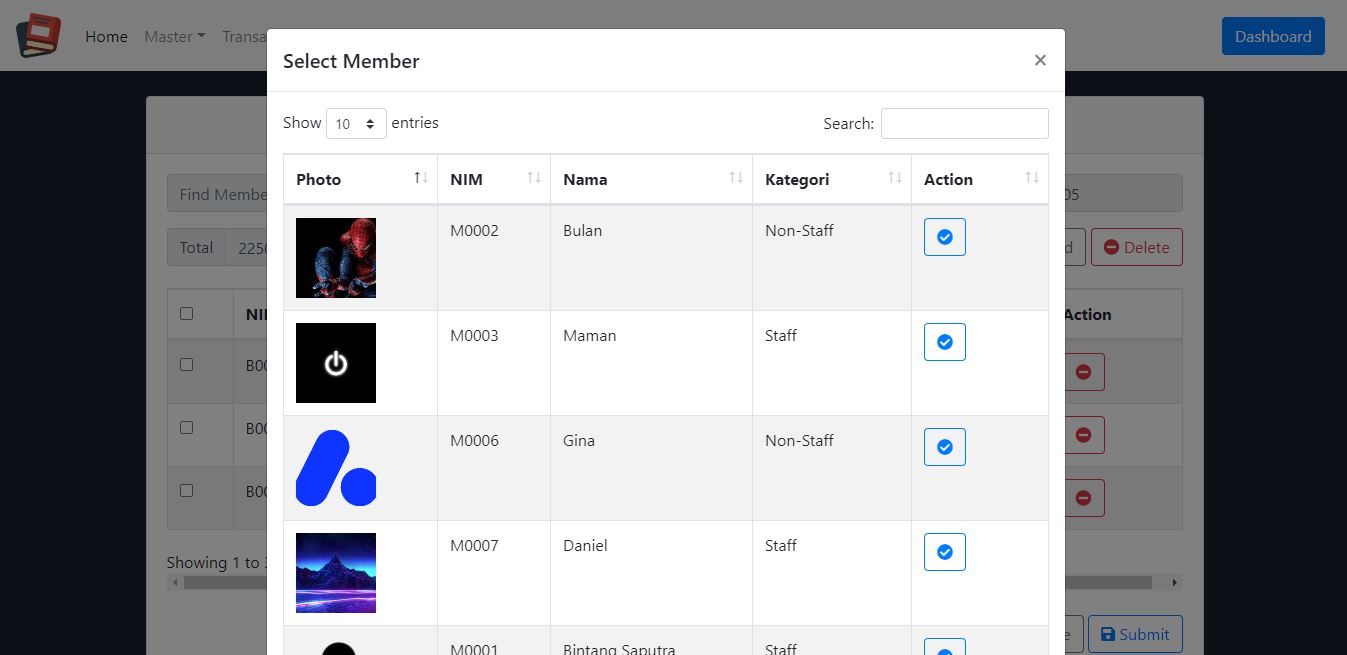 Home Master Transa Dashboard
Select Member ×
Show 10 entries Search:
Photo NIM Nama Kategori Action
M0002 Bulan Non-Staff
M0003 Maman Staff
M0006 Gina Non-Staff
M0007 Daniel Staff
M0001 Bintang Saputra Staff
Find Membe 05
Total 2250 d Delete
NI Action
B00
B00
B00
Showing 1 to 3
e Submit